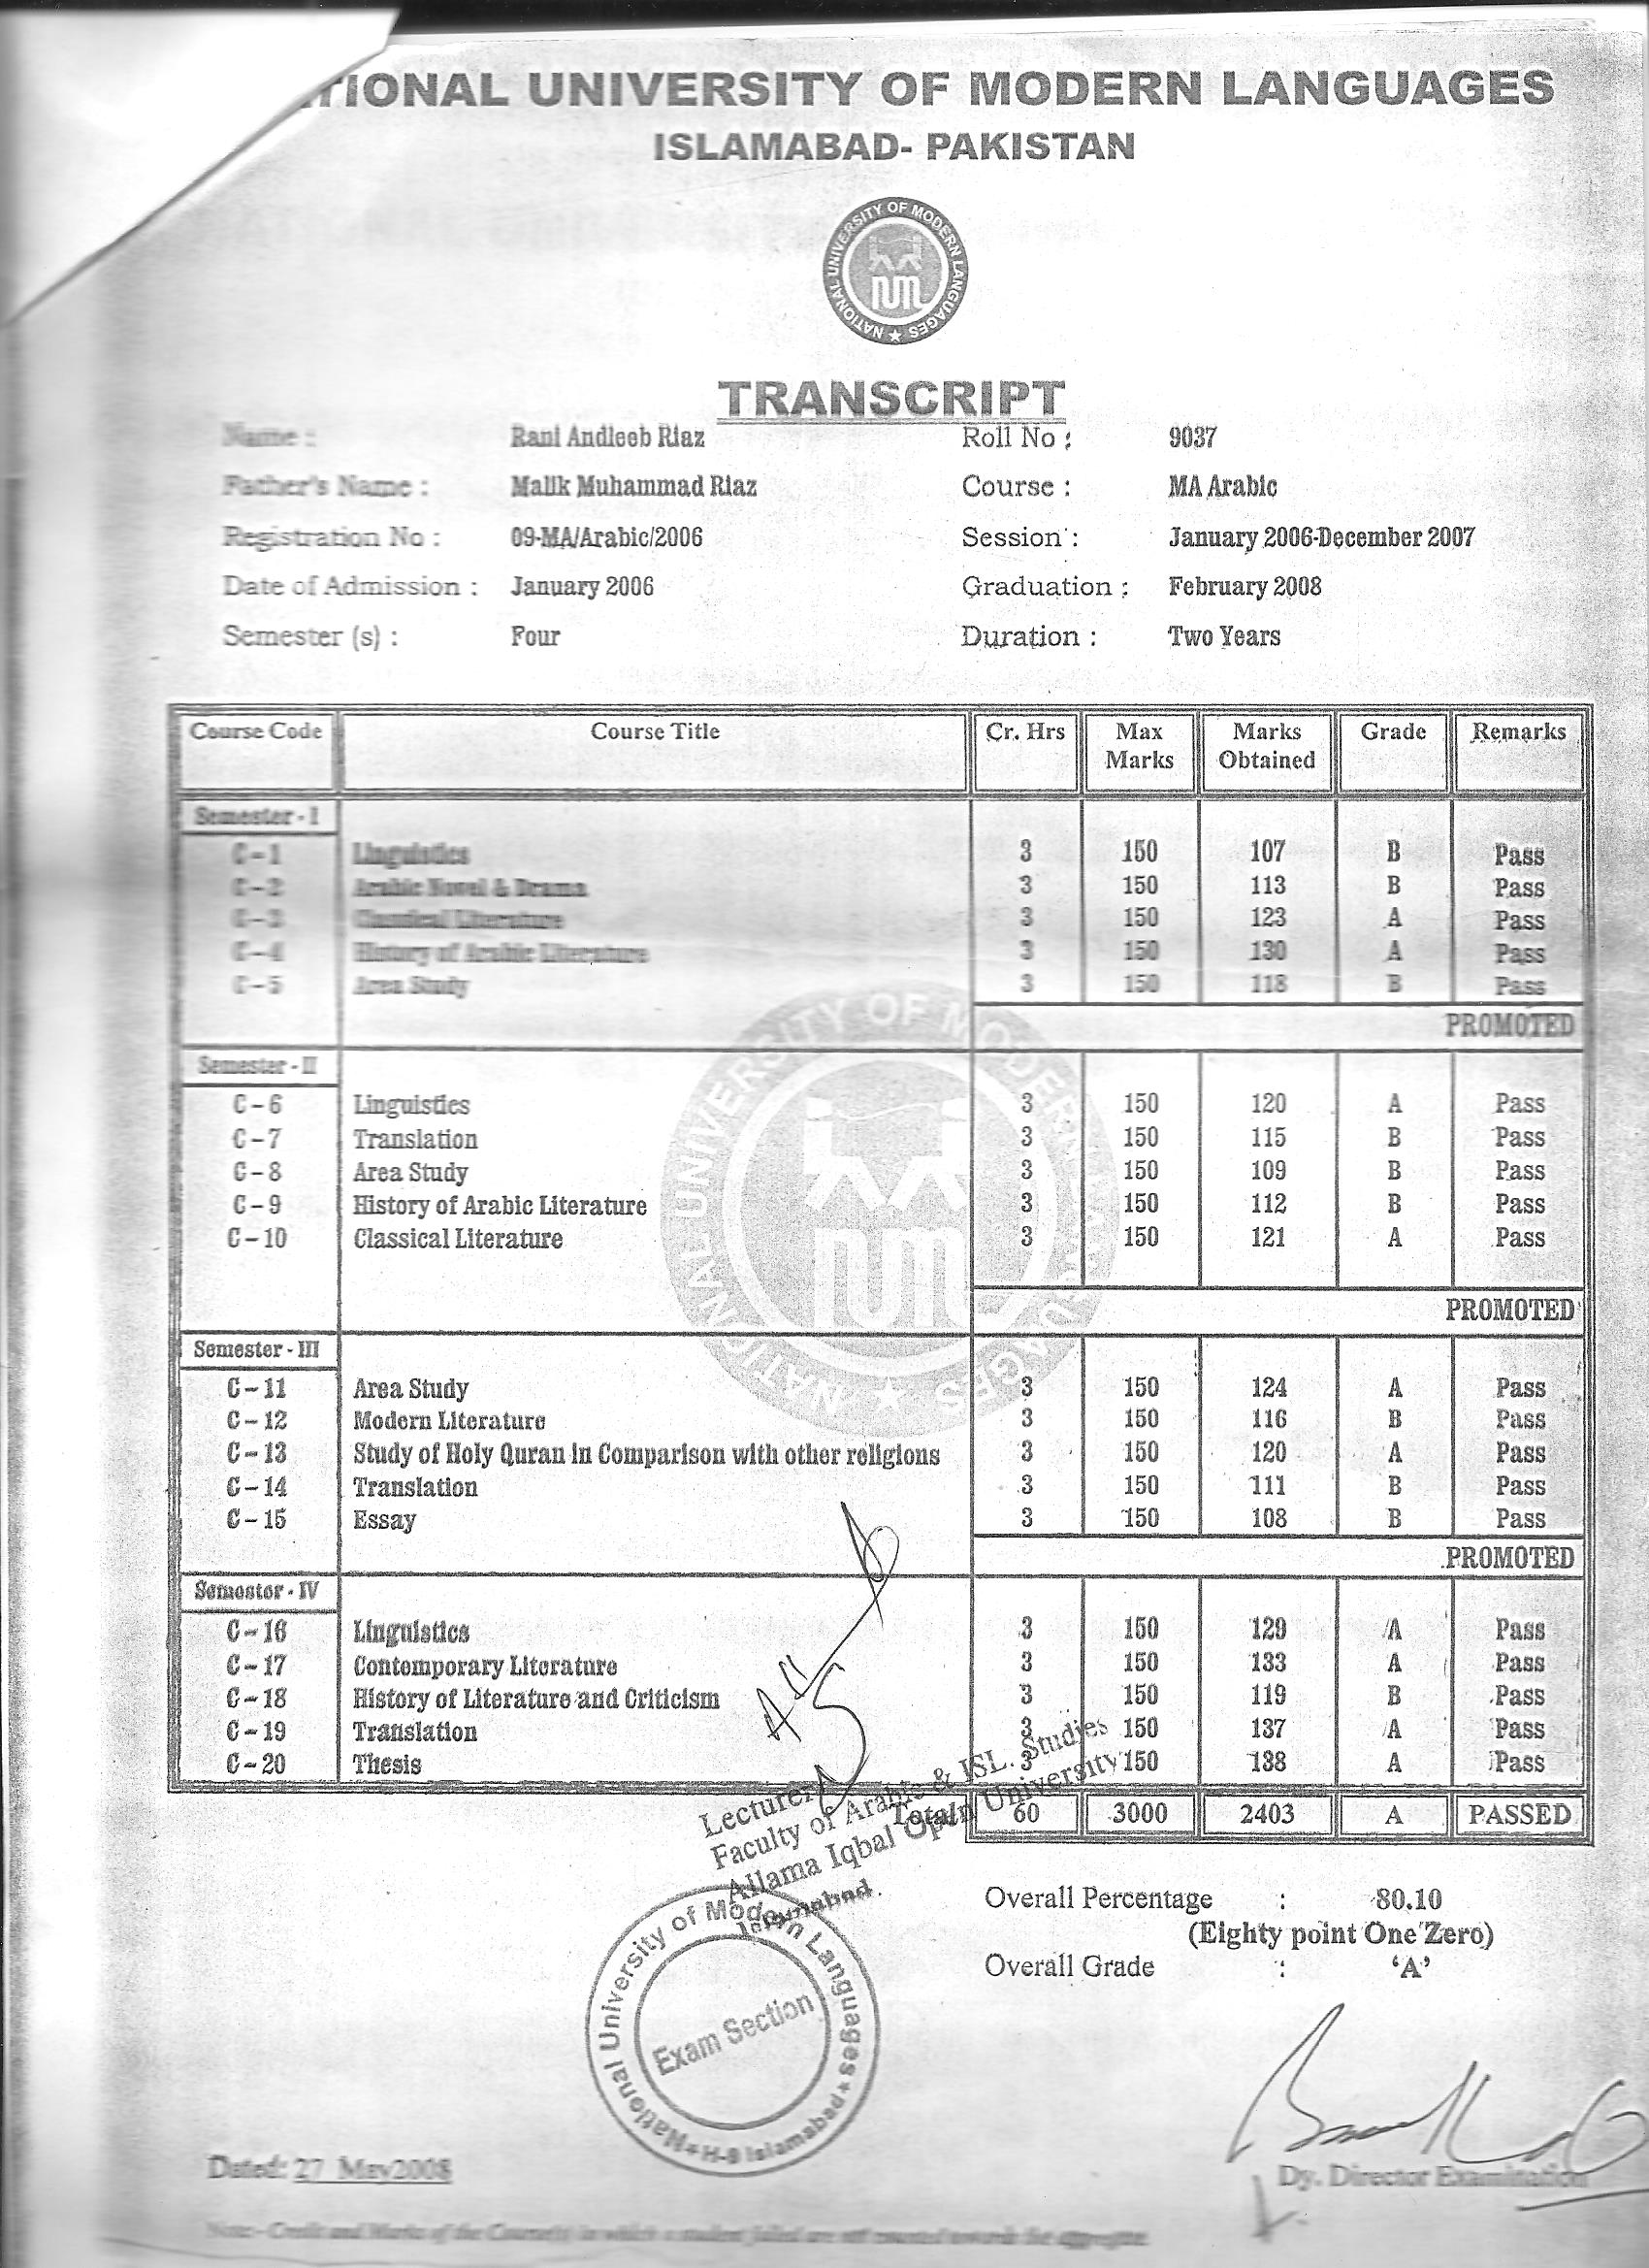 TIONAL UNIVERSITY OF MODERN LANGUAGES
ISLAMABAD- PAKISTAN
NATIONAL UNIVERSITY OF MODERN LANGUAGES
TRANSCRIPT
Name : Rani Andleeb Riaz Roll No : 9037
Father's Name : Malik Muhammad Riaz Course : MA Arabic
Registration No : 09-MA/Arabic/2006 Session : January 2006-December 2007
Date of Admission : January 2006 Graduation : February 2008
Semester (s) : Four Duration : Two Years
Course Code Course Title Cr. Hrs Max Marks Marks Obtained Grade Remarks
Semester - I
C-1 Linguistics 3 150 107 B Pass
C-2 Arabic Novel & Drama 3 150 113 B Pass
C-3 Classical Literature 3 150 123 A Pass
C-4 History of Arabic Literature 3 150 130 A Pass
C-5 Area Study 3 150 118 B Pass
PROMOTED
Semester - II
C-6 Linguistics 3 150 120 A Pass
C-7 Translation 3 150 115 B Pass
C-8 Area Study 3 150 109 B Pass
C-9 History of Arabic Literature 3 150 112 B Pass
C-10 Classical Literature 3 150 121 A Pass
PROMOTED
Semester - III
C-11 Area Study 3 150 124 A Pass
C-12 Modern Literature 3 150 116 B Pass
C-13 Study of Holy Quran in Comparison with other religions 3 150 120 A Pass
C-14 Translation 3 150 111 B Pass
C-15 Essay 3 150 108 B Pass
PROMOTED
Semester - IV
C-16 Linguistics 3 150 129 A Pass
C-17 Contemporary Literature 3 150 133 A Pass
C-18 History of Literature and Criticism 3 150 119 B Pass
C-19 Translation 3 150 137 A Pass
C-20 Thesis 3 150 138 A Pass
Total 60 3000 2403 A PASSED
Lecturer
Faculty of Arabic & ISL. Studies
Allama Iqbal Open University
Islamabad.
Overall Percentage : 80.10
(Eighty point One Zero)
Overall Grade : 'A'
National University of Modern Languages * H-9 Islamabad *
Exam Section
Dated: 27 May2008
Dy. Director Examination
Note:- Credit and Marks of the Course(s) in which a student failed are not counted towards the aggregate.